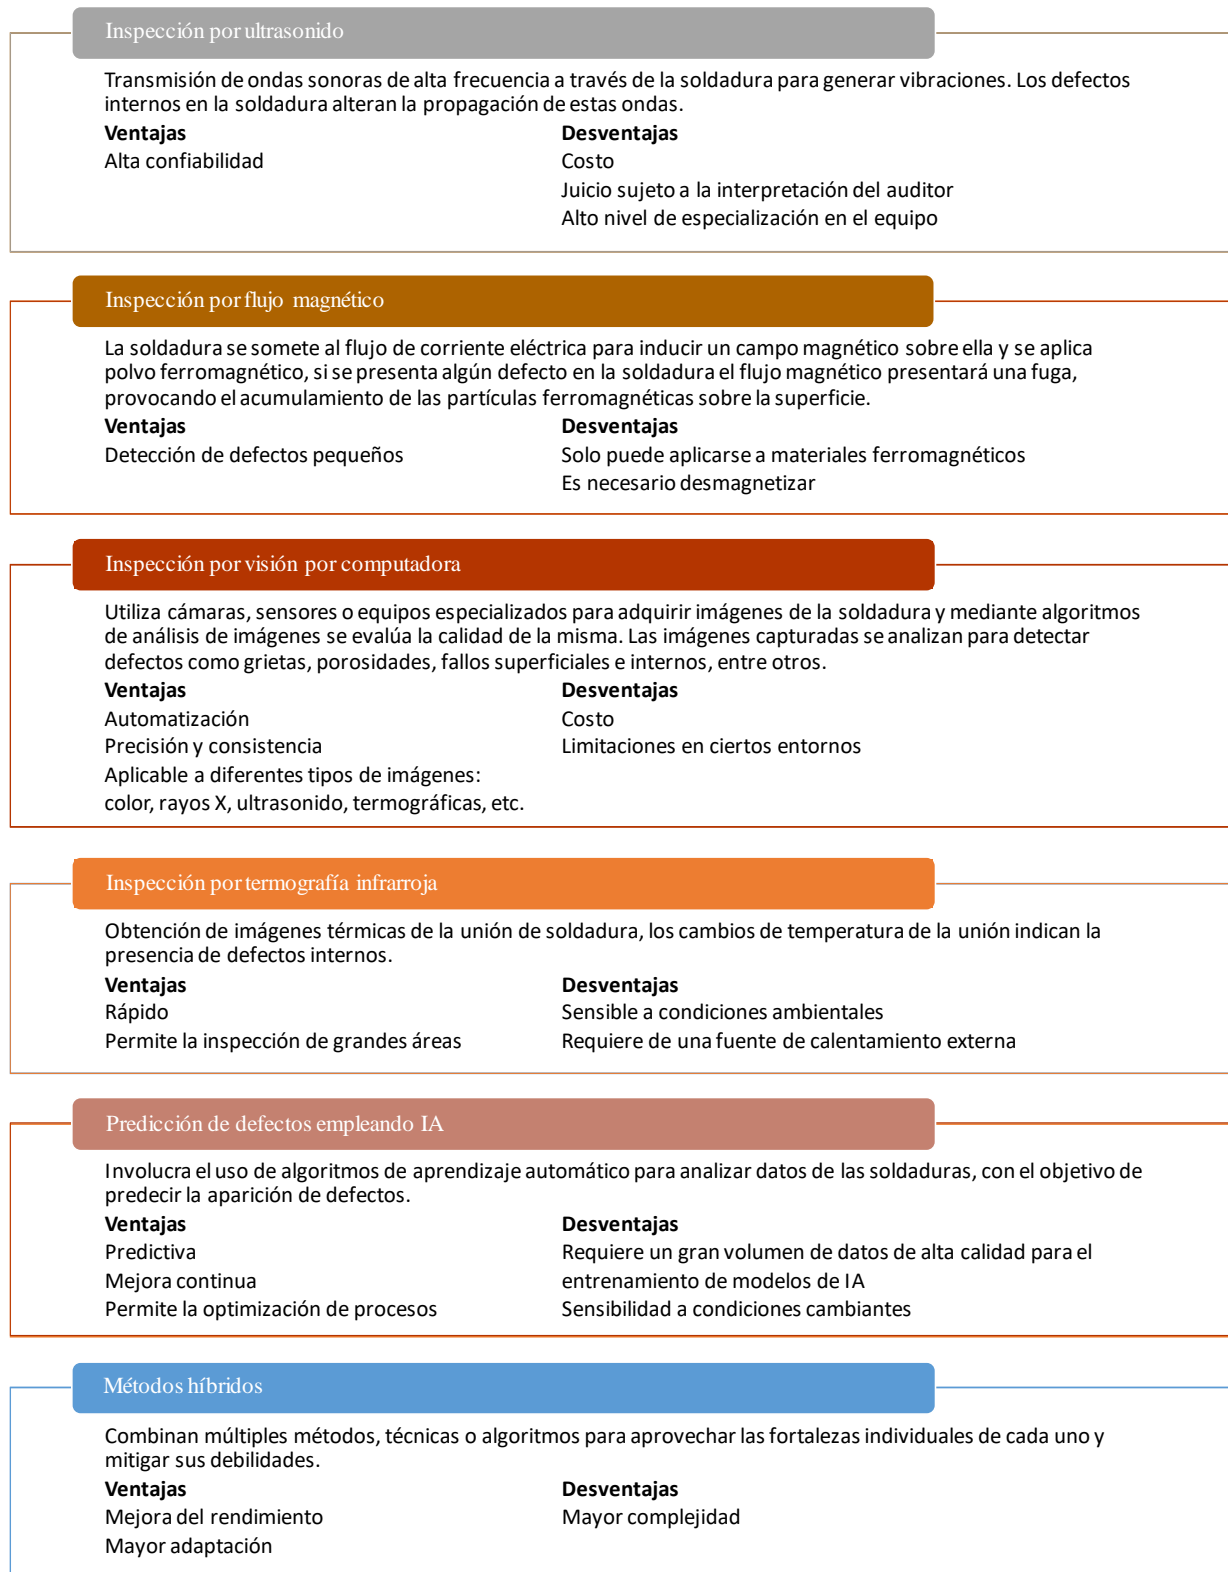 Inspección por ultrasonido
Transmisión de ondas sonoras de alta frecuencia a través de la soldadura para generar vibraciones. Los defectos
internos en la soldadura alteran la propagación de estas ondas.
Ventajas
Alta confiabilidad
Desventajas
Costo
Juicio sujeto a la interpretación del auditor
Alto nivel de especialización en el equipo
Inspección por flujo magnético
La soldadura se somete al flujo de corriente eléctrica para inducir un campo magnético sobre ella y se aplica
polvo ferromagnético, si se presenta algún defecto en la soldadura el flujo magnético presentará una fuga,
provocando el acumulamiento de las partículas ferromagnéticas sobre la superficie.
Ventajas
Detección de defectos pequeños
Desventajas
Solo puede aplicarse a materiales ferromagnéticos
Es necesario desmagnetizar
Inspección por visión por computadora
Utiliza cámaras, sensores o equipos especializados para adquirir imágenes de la soldadura y mediante algoritmos
de análisis de imágenes se evalúa la calidad de la misma. Las imágenes capturadas se analizan para detectar
defectos como grietas, porosidades, fallos superficiales e internos, entre otros.
Ventajas
Automatización
Precisión y consistencia
Aplicable a diferentes tipos de imágenes:
color, rayos X, ultrasonido, termográficas, etc.
Desventajas
Costo
Limitaciones en ciertos entornos
Inspección por termografía infrarroja
Obtención de imágenes térmicas de la unión de soldadura, los cambios de temperatura de la unión indican la
presencia de defectos internos.
Ventajas
Rápido
Permite la inspección de grandes áreas
Desventajas
Sensible a condiciones ambientales
Requiere de una fuente de calentamiento externa
Predicción de defectos empleando IA
Involucra el uso de algoritmos de aprendizaje automático para analizar datos de las soldaduras, con el objetivo de
predecir la aparición de defectos.
Ventajas
Predictiva
Mejora continua
Permite la optimización de procesos
Desventajas
Requiere un gran volumen de datos de alta calidad para el
entrenamiento de modelos de IA
Sensibilidad a condiciones cambiantes
Métodos híbridos
Combinan múltiples métodos, técnicas o algoritmos para aprovechar las fortalezas individuales de cada uno y
mitigar sus debilidades.
Ventajas
Mejora del rendimiento
Mayor adaptación
Desventajas
Mayor complejidad